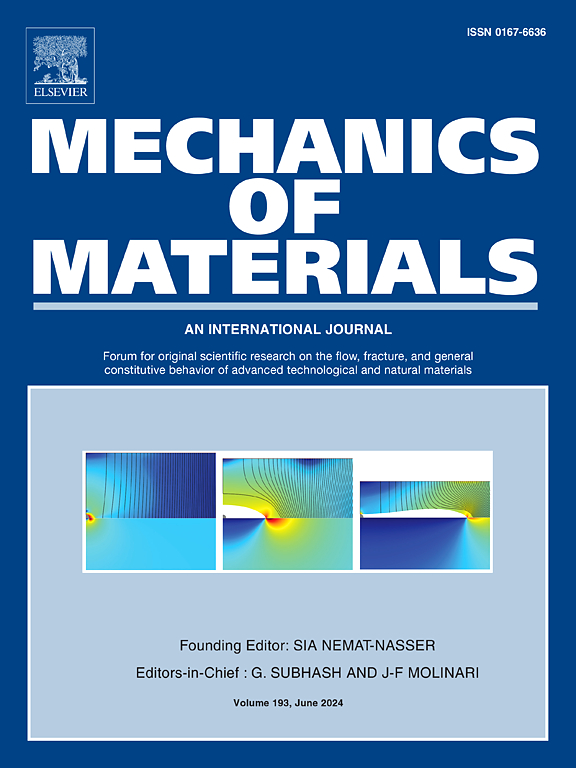 ISSN 0167-6636
ELSEVIER
MECHANICS
OF
MATERIALS
AN INTERNATIONAL JOURNAL
Forum for original scientific research on the flow, fracture, and general
constitutive behavior of advanced technological and natural materials
Founding Editor: SIA NEMAT-NASSER
Editors-in-Chief : G. SUBHASH AND J-F MOLINARI
Volume 193, June 2024